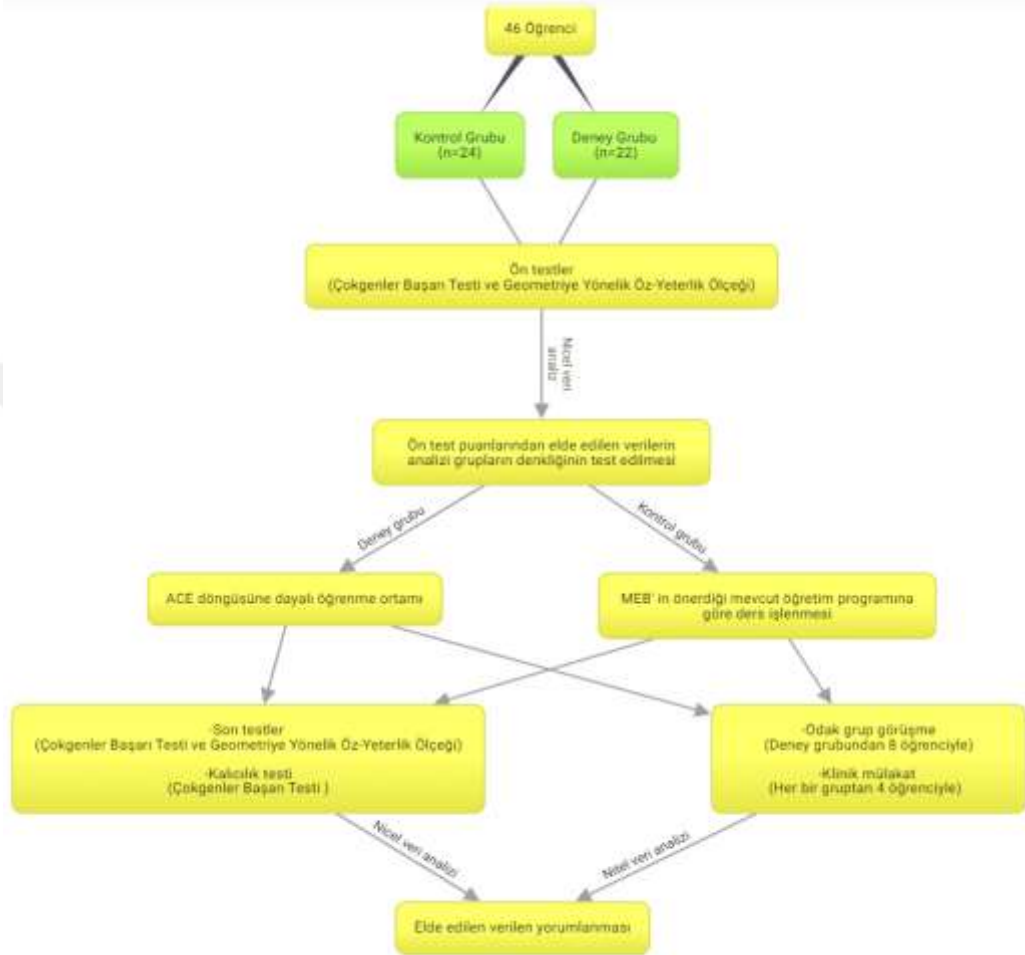 46 Öğrenci
Kontrol Grubu
(n=24)
Deney Grubu
(n=22)
Ön testler
(Çokgenler Başarı Testi ve Geometriye Yönelik Öz-Yeterlik Ölçeği)
Nicel veri
analiz
Ön test puanlarından elde edilen verilerin
analizi grupların denkliğinin test edilmesi
Deney grubu
Kontrol grubu
ACE döngüsüne dayalı öğrenme ortamı
MEB' in önerdiği mevcut öğretim programına
göre ders işlenmesi
-Son testler
(Çokgenler Başarı Testi ve Geometriye Yönelik Öz-Yeterlik Ölçeği)
-Kalıcılık testi
(Çokgenler Başarı Testi )
-Odak grup görüşme
(Deney grubundan 8 öğrenciyle)
-Klinik mülakat
(Her bir gruptan 4 öğrenciyle)
Nicel veri analizi
Nitel veri analizi
Elde edilen verilen yorumlanması